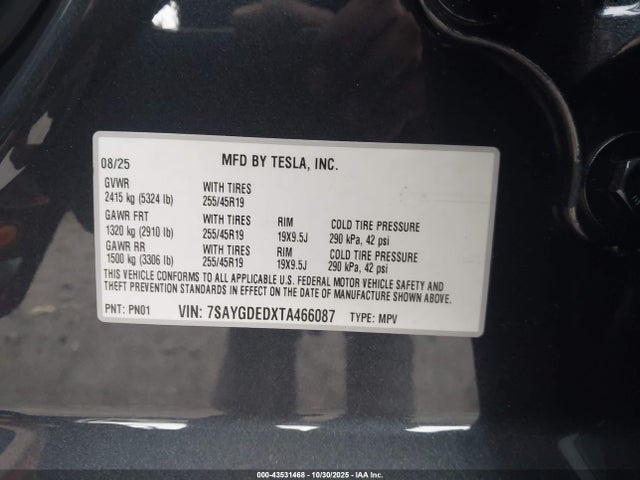 08/25 MFD BY TESLA, INC.
GVWR WITH TIRES
2415 kg (5324 lb) 255/45R19
GAWR FRT WITH TIRES RIM COLD TIRE PRESSURE
1320 kg (2910 lb) 255/45R19 19X9.5J 290 kPa, 42 psi
GAWR RR WITH TIRES RIM COLD TIRE PRESSURE
1500 kg (3306 lb) 255/45R19 19X9.5J 290 kPa, 42 psi
THIS VEHICLE CONFORMS TO ALL APPLICABLE U.S. FEDERAL MOTOR VEHICLE SAFETY AND
THEFT PREVENTION STANDARDS IN EFFECT ON THE DATE OF MANUFACTURE SHOWN ABOVE.
PNT: PN01 VIN: 7SAYGDEDXTA466087 TYPE: MPV
000-43531468 - 10/30/2025 - IAA, Inc.